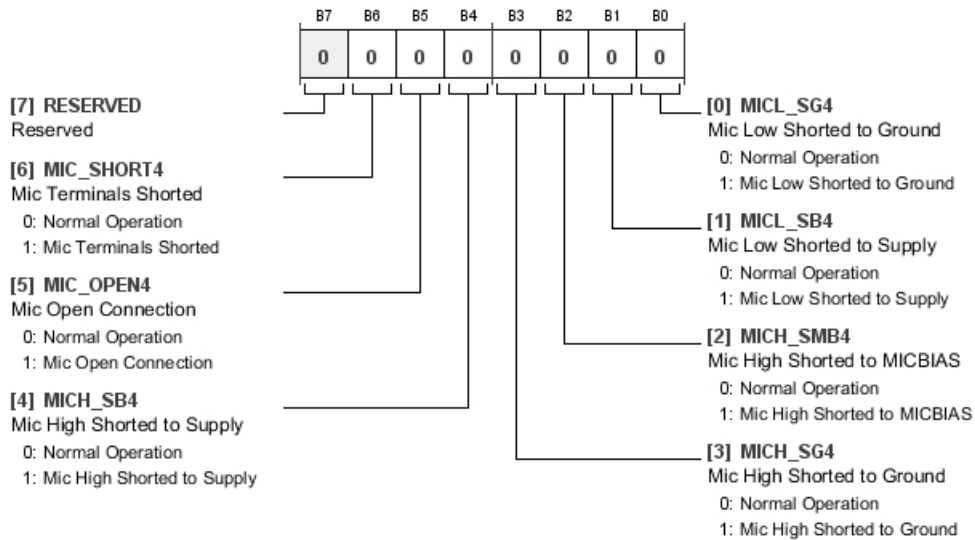 B7 B6 B5 B4 B3 B2 B1 B0
0 0 0 0 0 0 0 0
[7] RESERVED
Reserved
[6] MIC_SHORT4
Mic Terminals Shorted
0: Normal Operation
1: Mic Terminals Shorted
[5] MIC_OPEN4
Mic Open Connection
0: Normal Operation
1: Mic Open Connection
[4] MICH_SB4
Mic High Shorted to Supply
0: Normal Operation
1: Mic High Shorted to Supply
[0] MICL_SG4
Mic Low Shorted to Ground
0: Normal Operation
1: Mic Low Shorted to Ground
[1] MICL_SB4
Mic Low Shorted to Supply
0: Normal Operation
1: Mic Low Shorted to Supply
[2] MICH_SMB4
Mic High Shorted to MICBIAS
0: Normal Operation
1: Mic High Shorted to MICBIAS
[3] MICH_SG4
Mic High Shorted to Ground
0: Normal Operation
1: Mic High Shorted to Ground